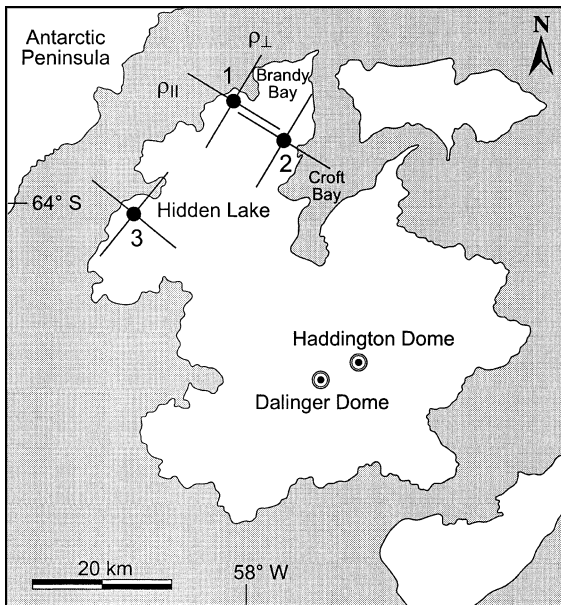 Antarctic
Peninsula
N
ρ⊥
1
Brandy
Bay
ρ||
2
Croft
Bay
64° S
Hidden Lake
3
Haddington Dome
Dalinger Dome
20 km
58° W